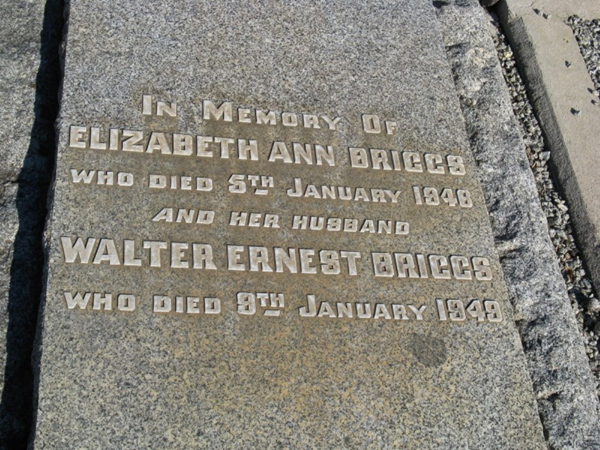 In Memory Of
ELIZABETH ANN BRIGGS
WHO DIED 5TH JANUARY 1948
AND HER HUSBAND
WALTER ERNEST BRIGGS
WHO DIED 9TH JANUARY 1949